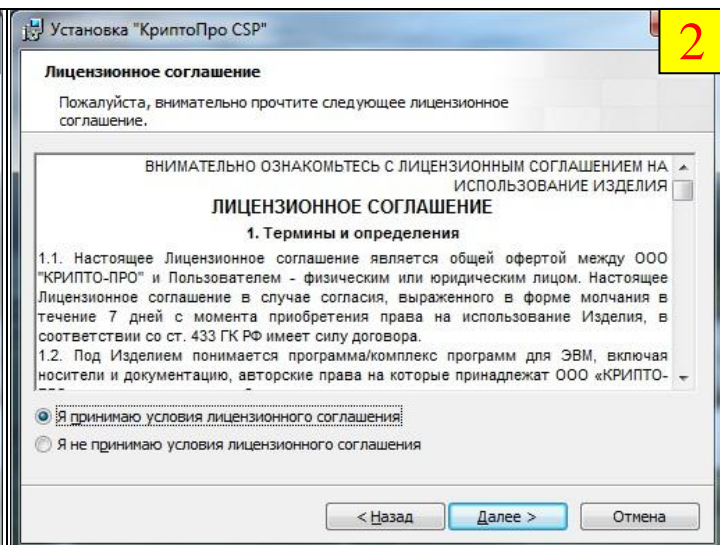 Установка "КриптоПро CSP"
2
Лицензионное соглашение
Пожалуйста, внимательно прочтите следующее лицензионное
соглашение.
ВНИМАТЕЛЬНО ОЗНАКОМЬТЕСЬ С ЛИЦЕНЗИОННЫМ СОГЛАШЕНИЕМ НА
ИСПОЛЬЗОВАНИЕ ИЗДЕЛИЯ
ЛИЦЕНЗИОННОЕ СОГЛАШЕНИЕ
1. Термины и определения
1.1. Настоящее Лицензионное соглашение является общей офертой между ООО
"КРИПТО-ПРО" и Пользователем - физическим или юридическим лицом. Настоящее
Лицензионное соглашение в случае согласия, выраженного в форме молчания в
течение 7 дней с момента приобретения права на использование Изделия, в
соответствии со ст. 433 ГК РФ имеет силу договора.
1.2. Под Изделием понимается программа/комплекс программ для ЭВМ, включая
носители и документацию, авторские права на которые принадлежат ООО «КРИПТО-
Я принимаю условия лицензионного соглашения
Я не принимаю условия лицензионного соглашения
< Назад
Далее >
Отмена